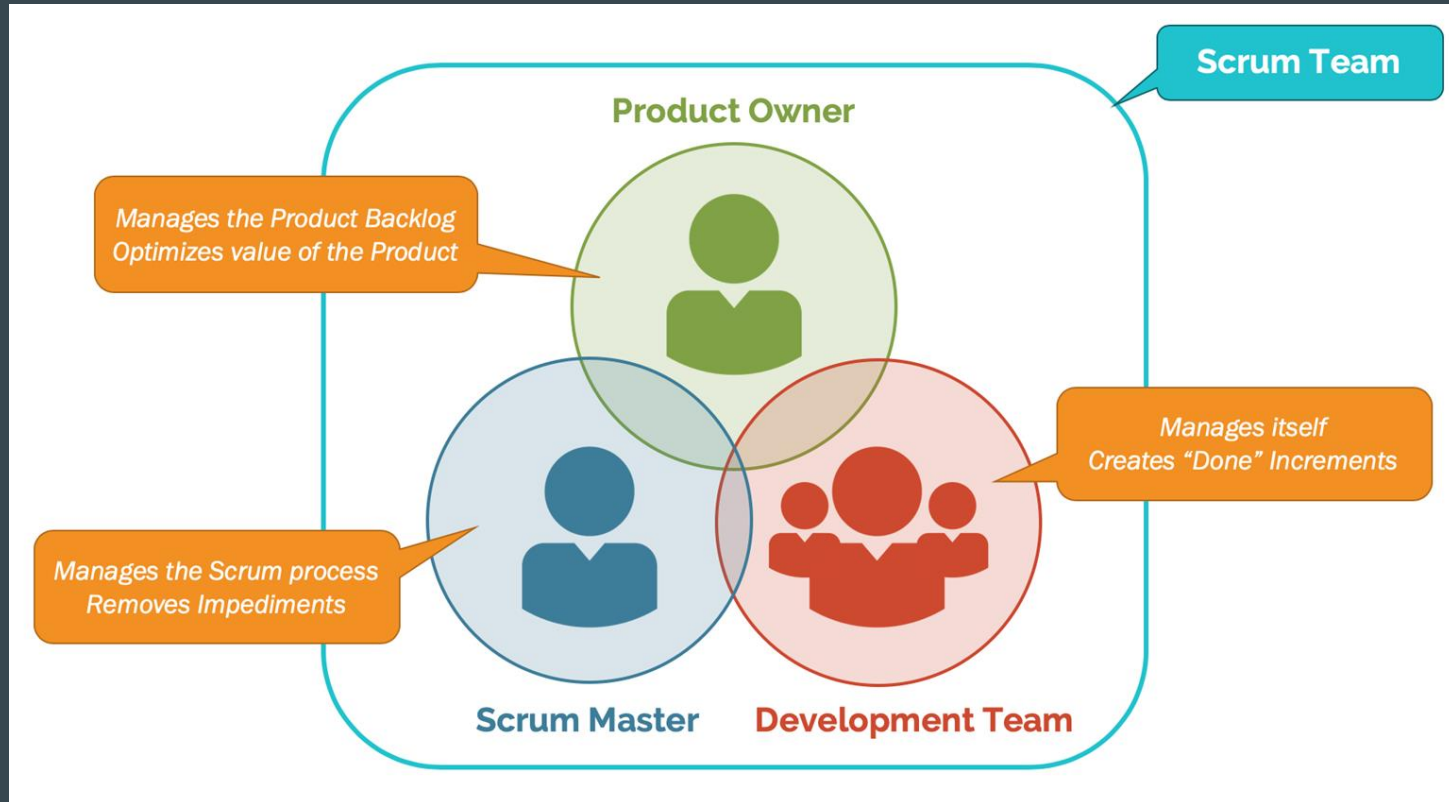 Scrum Team
Product Owner
Manages the Product Backlog
Optimizes value of the Product
Manages itself
Creates “Done” Increments
Manages the Scrum process
Removes Impediments
Scrum Master
Development Team